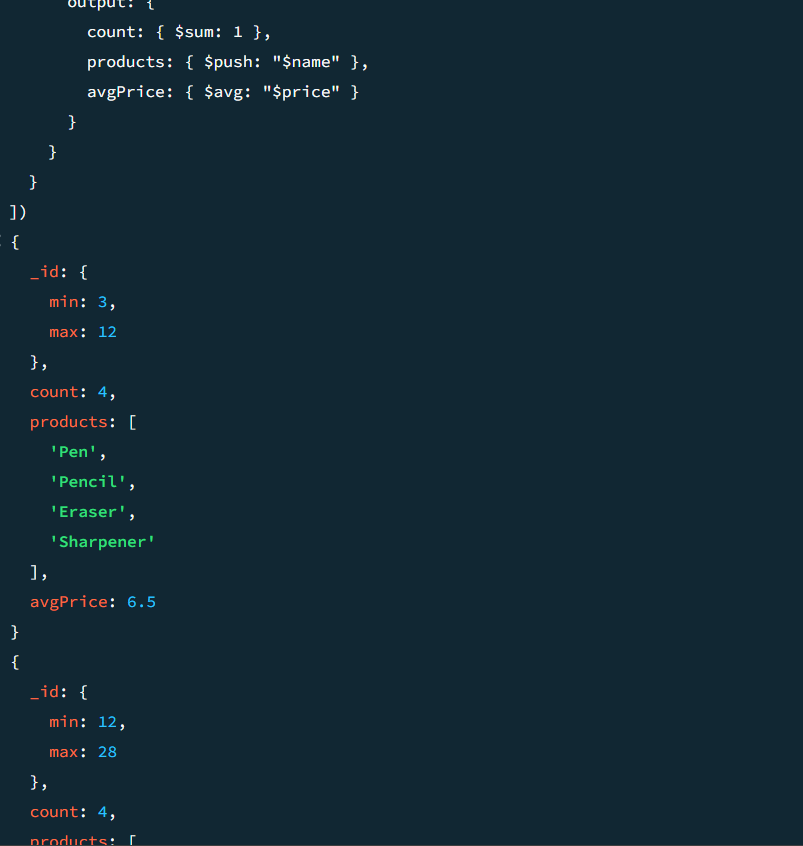 output: {
count: { $sum: 1 },
products: { $push: "$name" },
avgPrice: { $avg: "$price" }
}
}
}
])
{
_id: {
min: 3,
max: 12
},
count: 4,
products: [
'Pen',
'Pencil',
'Eraser',
'Sharpener'
],
avgPrice: 6.5
}
{
_id: {
min: 12,
max: 28
},
count: 4,
products: [